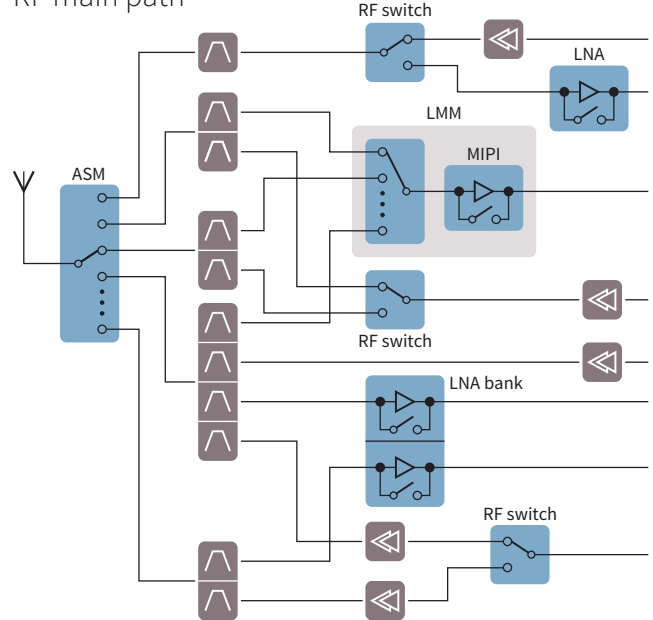 RF main path
RF switch
LNA
LMM
MIPI
ASM
RF switch
LNA bank
RF switch